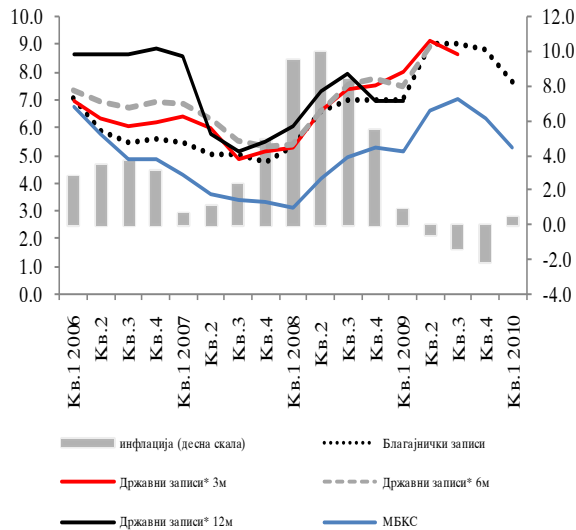 10.0
9.0
8.0
7.0
6.0
5.0
4.0
3.0
2.0
1.0
0.0
12.0
10.0
8.0
6.0
4.0
2.0
0.0
-2.0
-4.0
Кв.1 2006
Кв.2
Кв.3
Кв.4
Кв.1 2007
Кв.2
Кв.3
Кв.4
Кв.1 2008
Кв.2
Кв.3
Кв.4
Кв.1 2009
Кв.2
Кв.3
Кв.4
Кв.1 2010
инфлација (десна скала)
Благајнички записи
Државни записи* 3м
Државни записи* 6м
Државни записи* 12м
МБКС